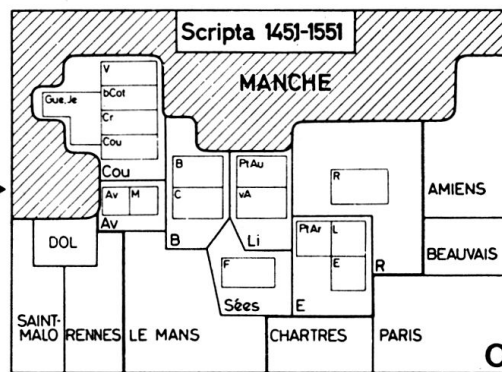 Scripta 1451-1551
MANCHE
V
Gue, Je
bCot
Cr
Cou
Cou
Av
M
Av
B
C
B
PtAu
vA
Li
R
R
PtAr
L
E
E
F
Sées
AMIENS
BEAUVAIS
DOL
SAINT-
MALO
RENNES
LE MANS
CHARTRES
PARIS